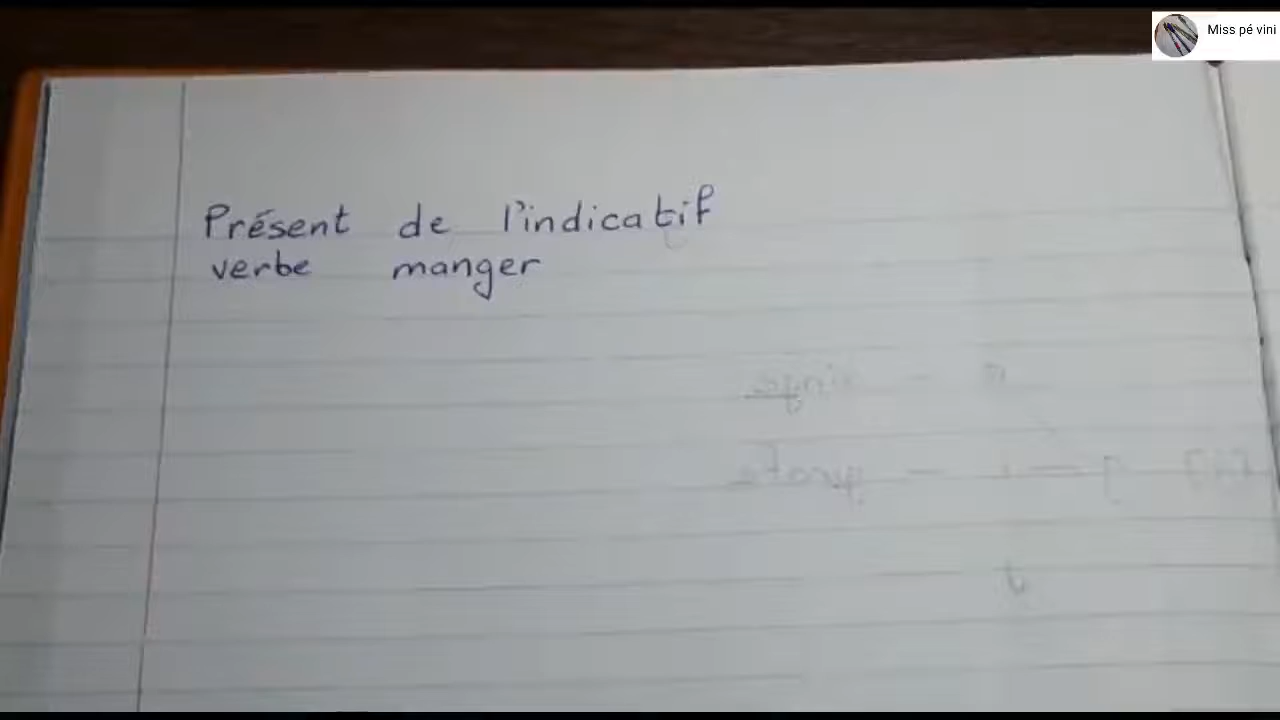 Miss pé vini
Présent de l'indicatif
verbe manger